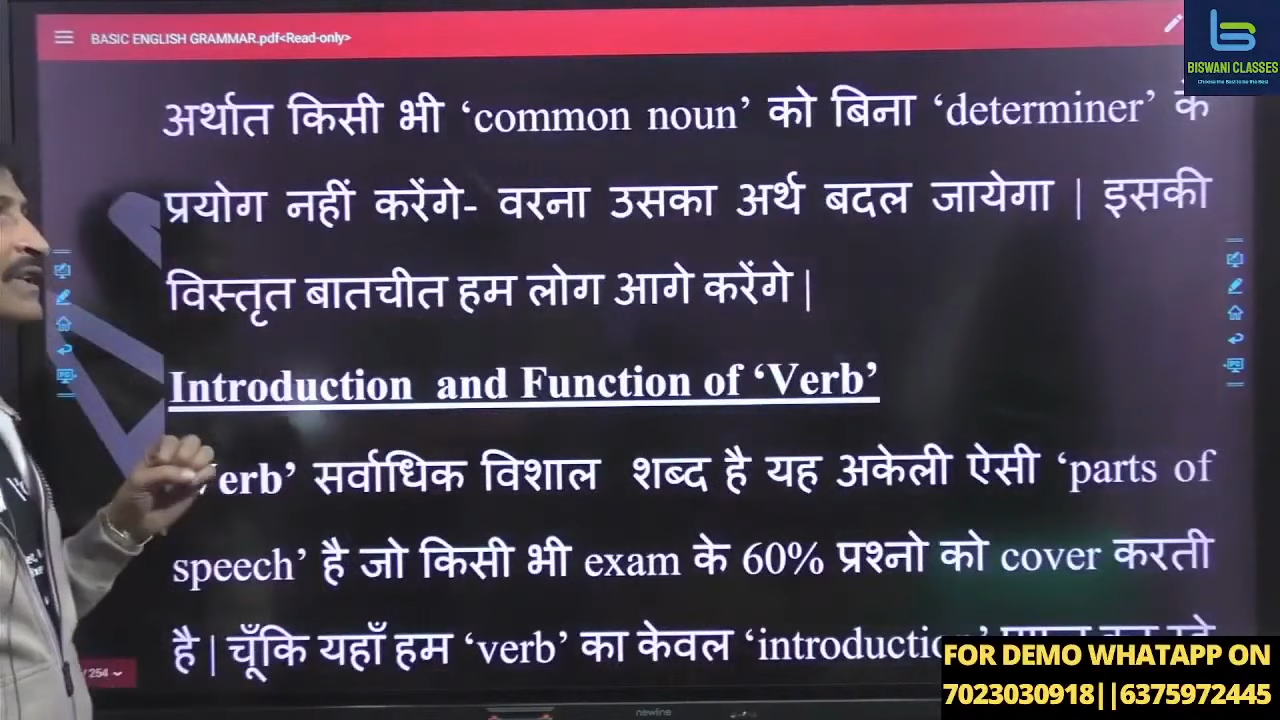 BASIC ENGLISH GRAMMAR.pdf<Read-only>
BISWANI CLASSES
अर्थात किसी भी ‘common noun’ को बिना ‘determiner’ के
प्रयोग नहीं करेंगे- वरना उसका अर्थ बदल जायेगा | इसकी
विस्तृत बातचीत हम लोग आगे करेंगे |
Introduction and Function of ‘Verb’
erb’ सर्वाधिक विशाल शब्द है यह अकेली ऐसी ‘parts of
speech’ है जो किसी भी exam के 60% प्रश्नो को cover करती
है | चूँकि यहाँ हम ‘verb’ का केवल
/ 254
FOR DEMO WHATAPP ON
7023030918||6375972445
newline